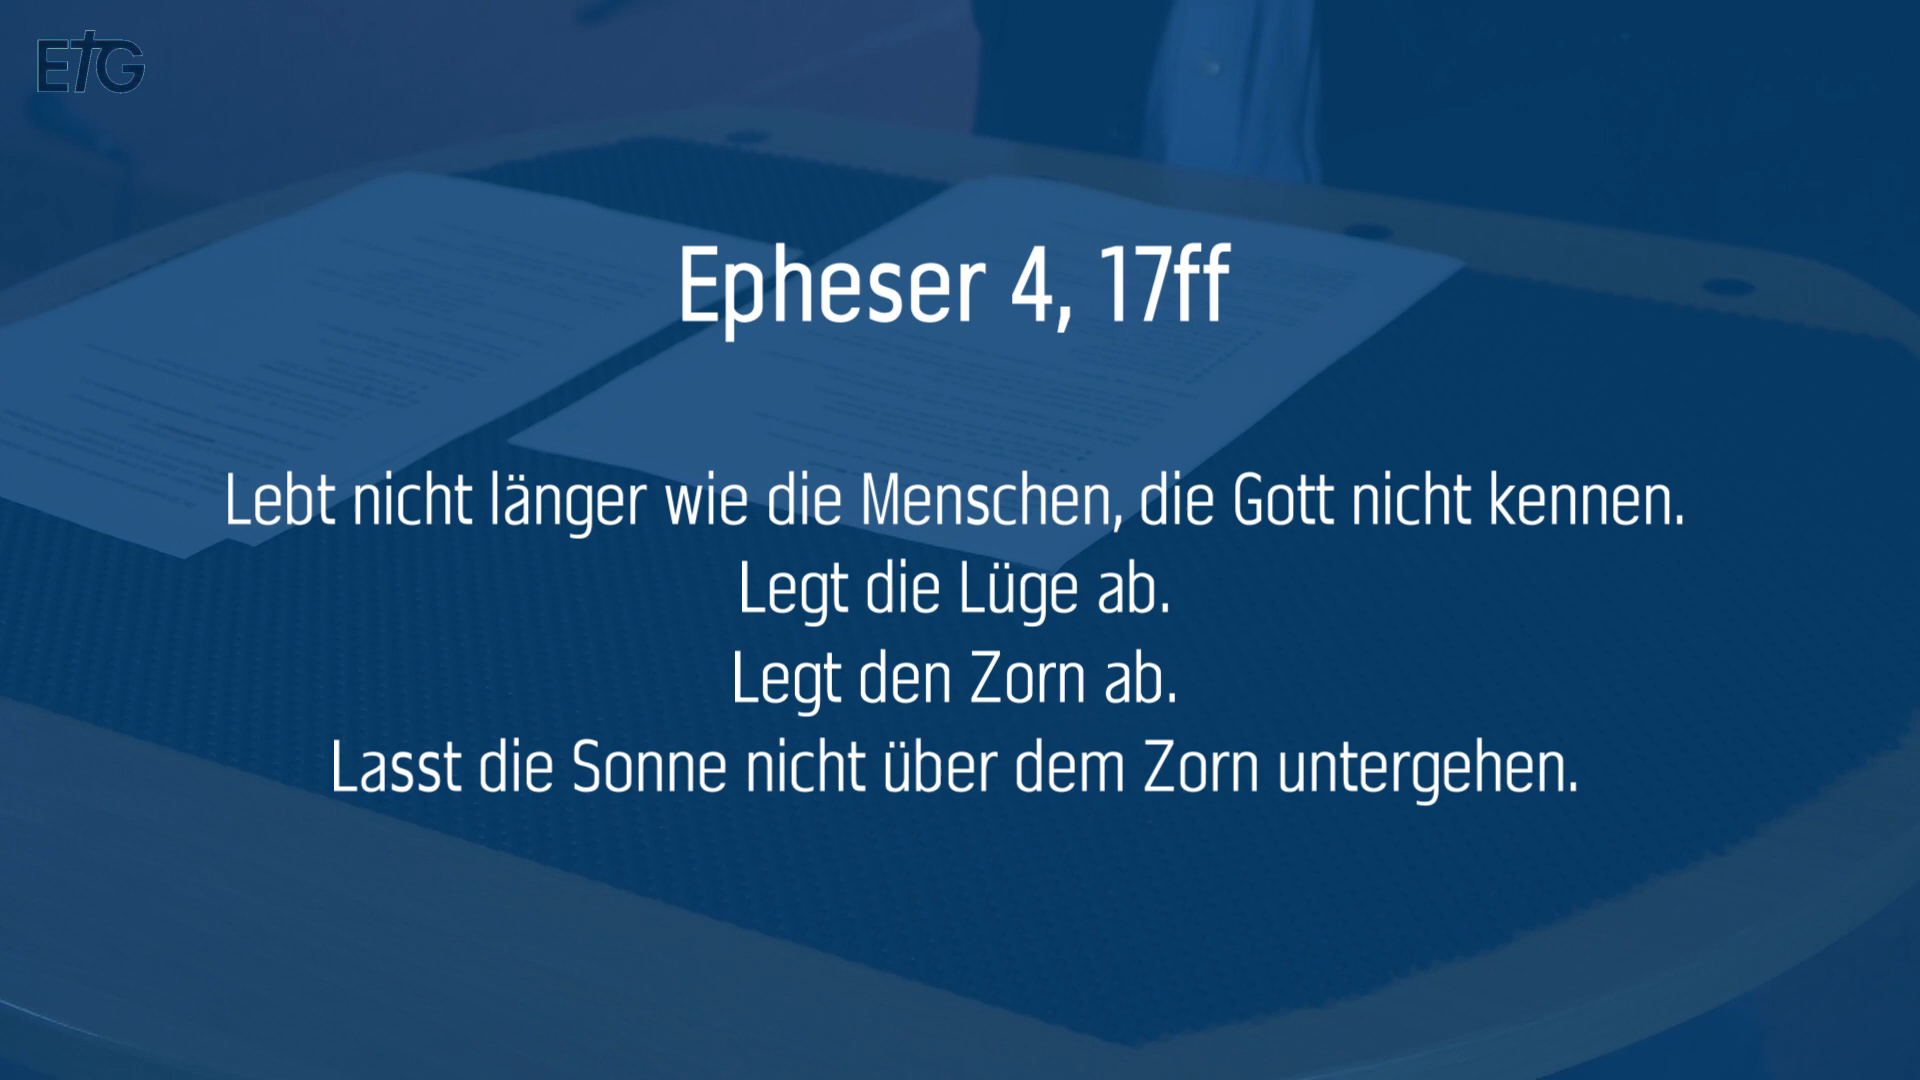 EtG
Epheser 4, 17ff
Lebt nicht länger wie die Menschen, die Gott nicht kennen.
Legt die Lüge ab.
Legt den Zorn ab.
Lasst die Sonne nicht über dem Zorn untergehen.